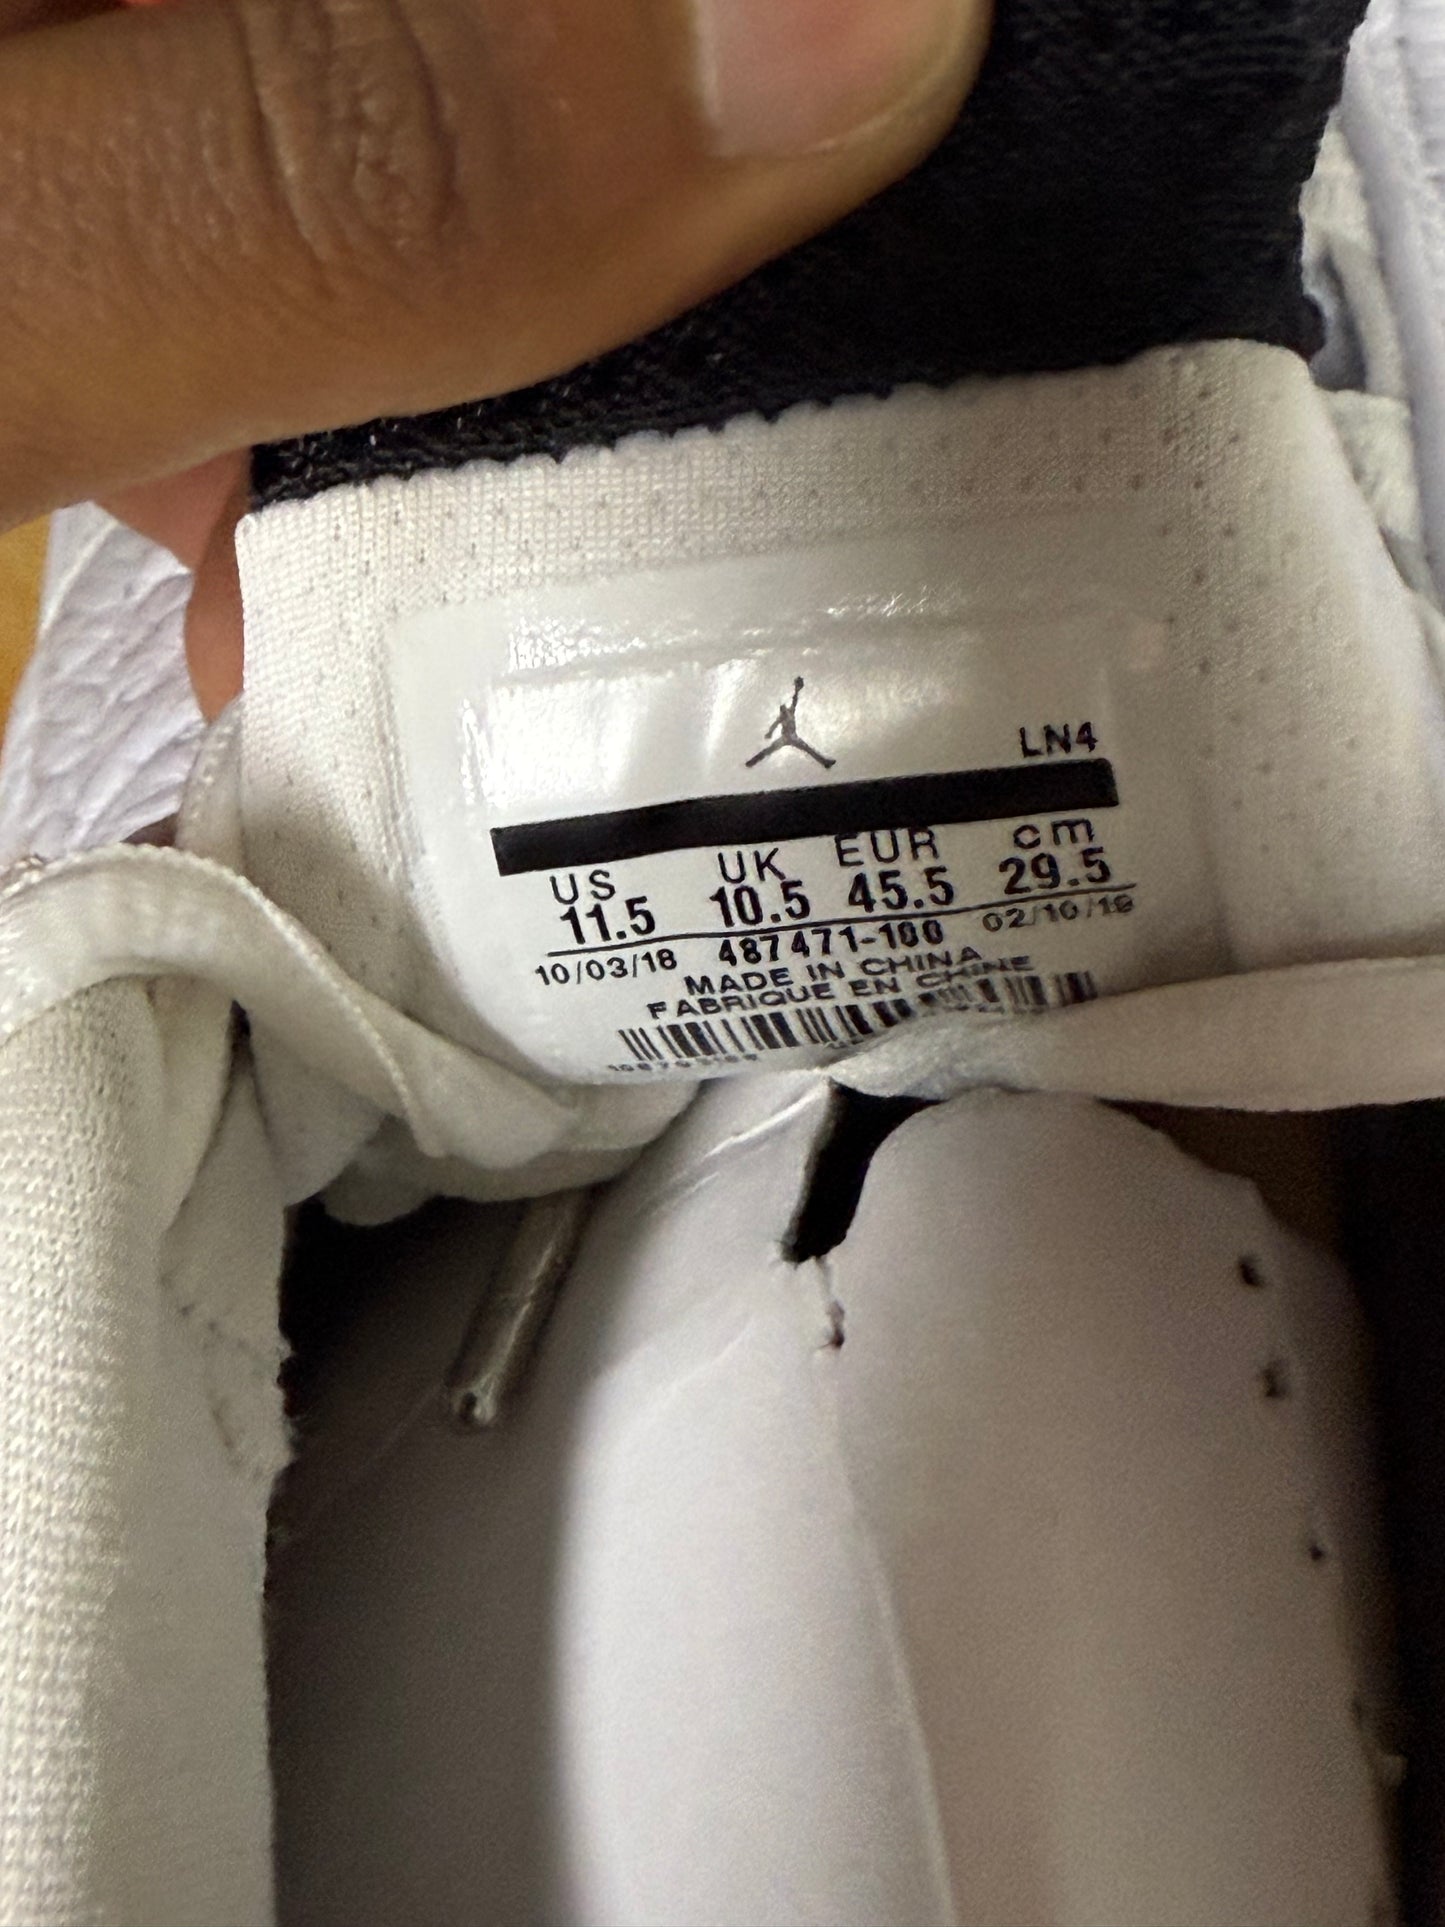 LN4
US UK EUR cm
11.5 10.5 45.5 29.5
10/03/18 487471-100 02/10/19
MADE IN CHINA
FABRIQUE EN CHINE